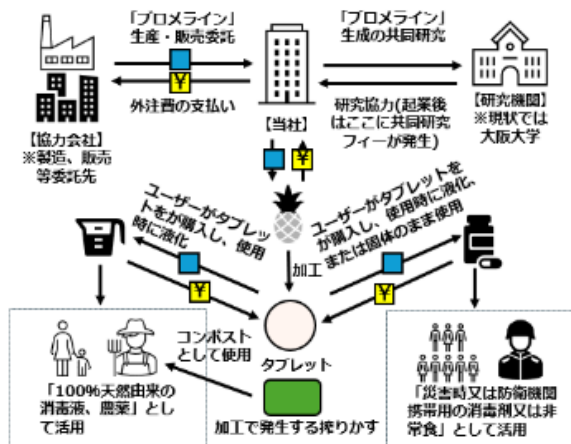 「プロメライン」
生産・販売委託
「プロメライン」
生成の共同研究
¥
外注費の支払い
【当社】
研究協力(起業後
はここに共同研究
フィーが発生)
【研究機関】
※現状では
大阪大学
【協力会社】
※製造、販売
等委託先
¥
ユーザーがタブレッ
トをが購入し、使用
時に液化
ユーザーがタブレット
が購入し、使用時に液化、
または固体のまま使用
加工
¥
¥
コンポスト
として使用
タブレット
「100%天然由来の
消毒液、農薬」とし
て活用
加工で発生する搾りかす
「災害時又は防衛機関
携帯用の消毒剤又は非
常食」として活用